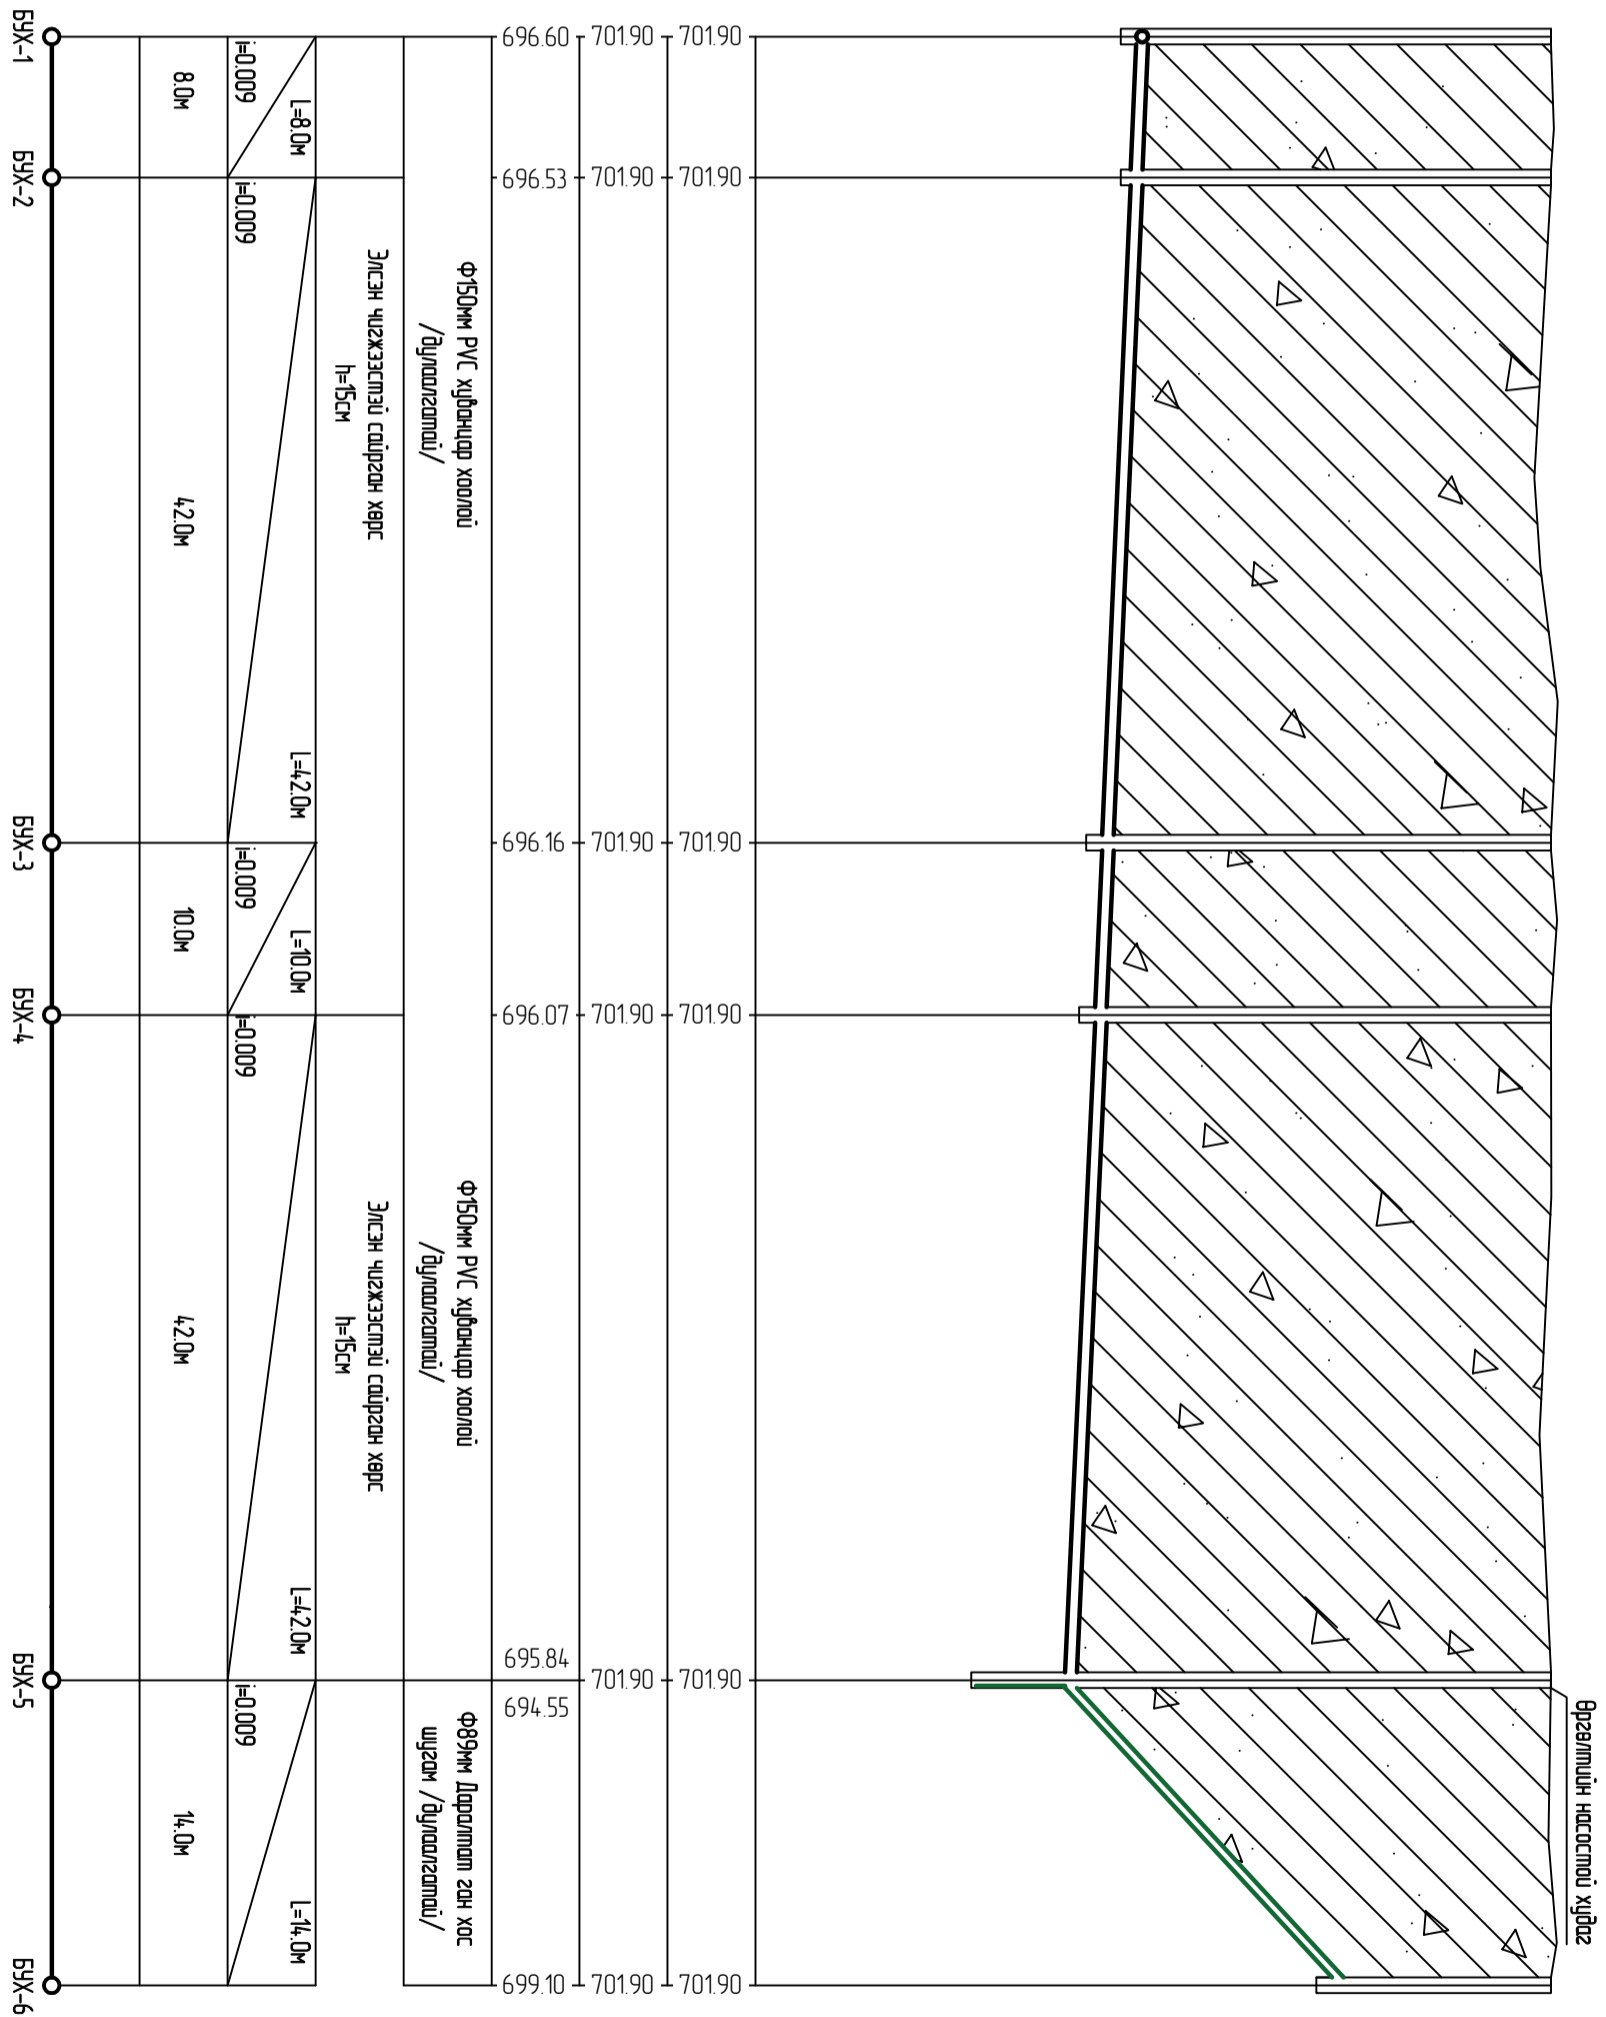 Өргөлтийн насостой худаг
701.90
701.90
701.90
701.90
701.90
701.90
701.90
701.90
701.90
701.90
701.90
701.90
696.60
696.53
696.16
696.07
695.84
694.55
699.10
Ф150мм PVC хуванцар хоолой
/дулаалгатай/
Ф150мм PVC хуванцар хоолой
/дулаалгатай/
Ф89мм Даралтат ган хос
шугам /дулаалгатай/
Элсэн чигжээстэй сайрган хөрс
h=15см
Элсэн чигжээстэй сайрган хөрс
h=15см
i=0.009
L=8.0м
i=0.009
L=42.0м
i=0.009
L=10.0м
i=0.009
L=42.0м
i=0.009
L=14.0м
8.0м
42.0м
10.0м
42.0м
14.0м
БУХ-1
БУХ-2
БУХ-3
БУХ-4
БУХ-5
БУХ-6